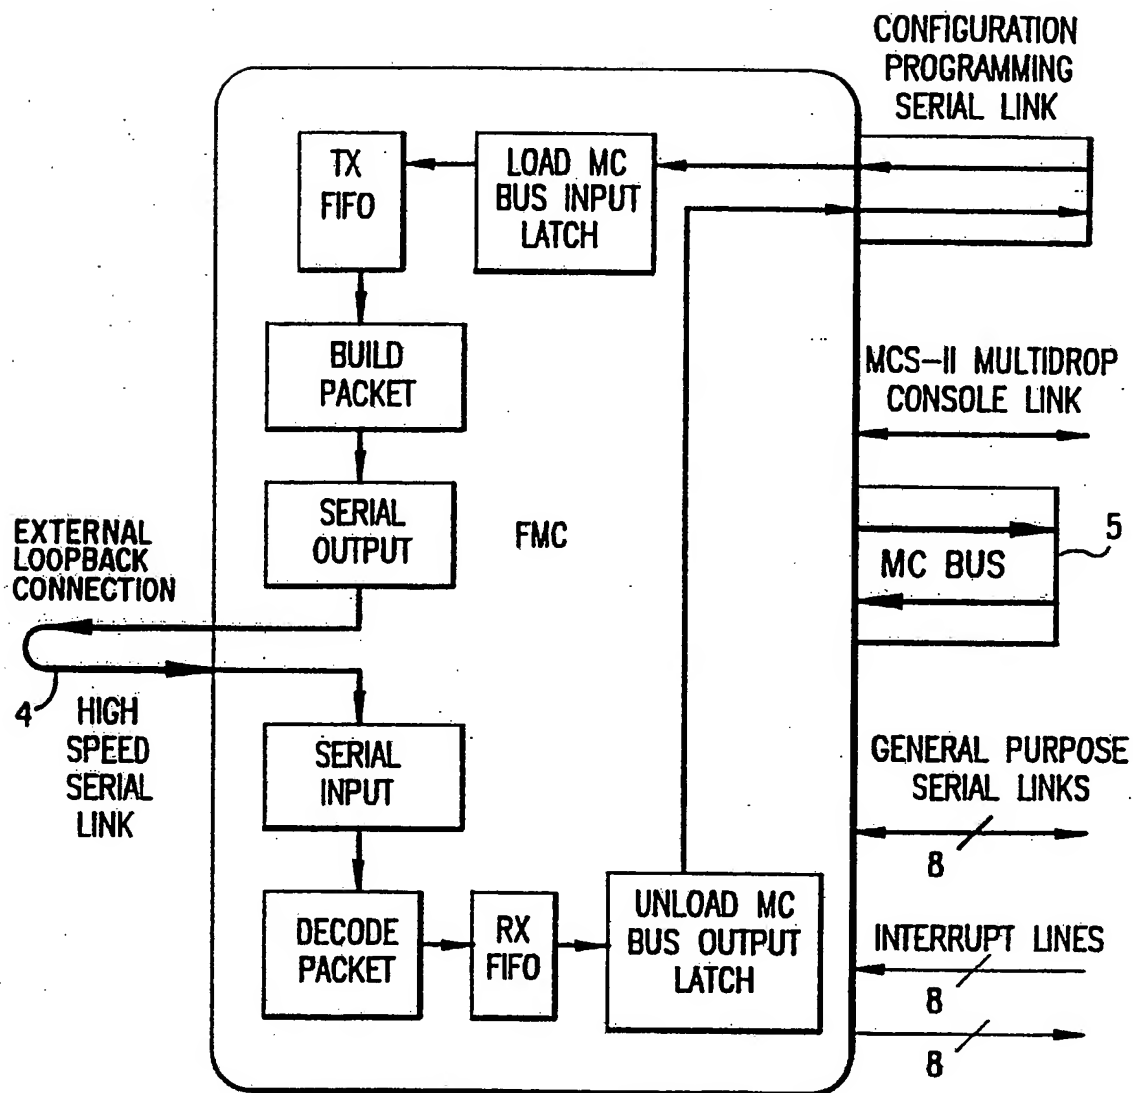 CONFIGURATION
PROGRAMMING
SERIAL LINK
TX
FIFO
LOAD MC
BUS INPUT
LATCH
BUILD
PACKET
MCS-II MULTIDROP
CONSOLE LINK
SERIAL
OUTPUT
FMC
EXTERNAL
LOOPBACK
CONNECTION
MC BUS
5
4
HIGH
SPEED
SERIAL
LINK
SERIAL
INPUT
GENERAL PURPOSE
SERIAL LINKS
8
DECODE
PACKET
RX
FIFO
UNLOAD MC
BUS OUTPUT
LATCH
INTERRUPT LINES
8
8